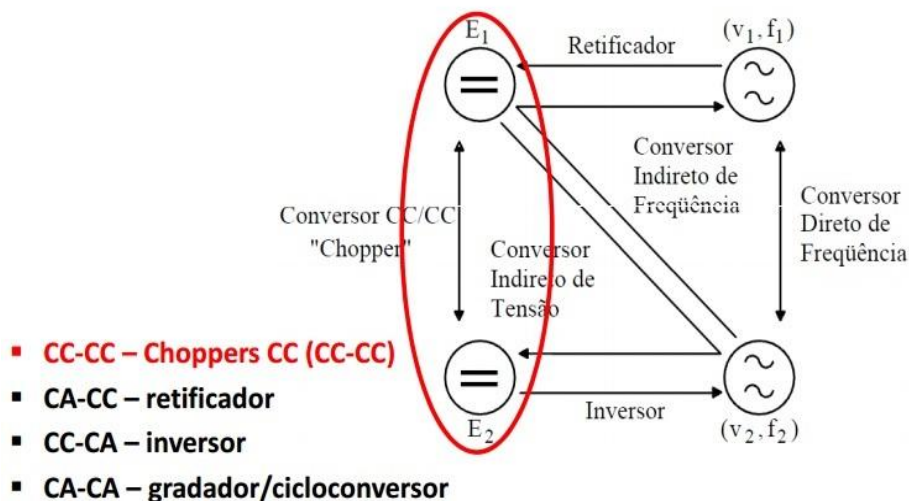 E1
(v1, f1)
Retificador
Conversor
Indireto de
Freqüência
Conversor CC/CC
"Chopper"
Conversor
Direto de
Freqüência
Conversor
Indireto de
Tensão
▪ CC-CC – Choppers CC (CC-CC)
▪ CA-CC – retificador
▪ CC-CA – inversor
▪ CA-CA – gradador/cicloconversor
E2
Inversor
(v2, f2)